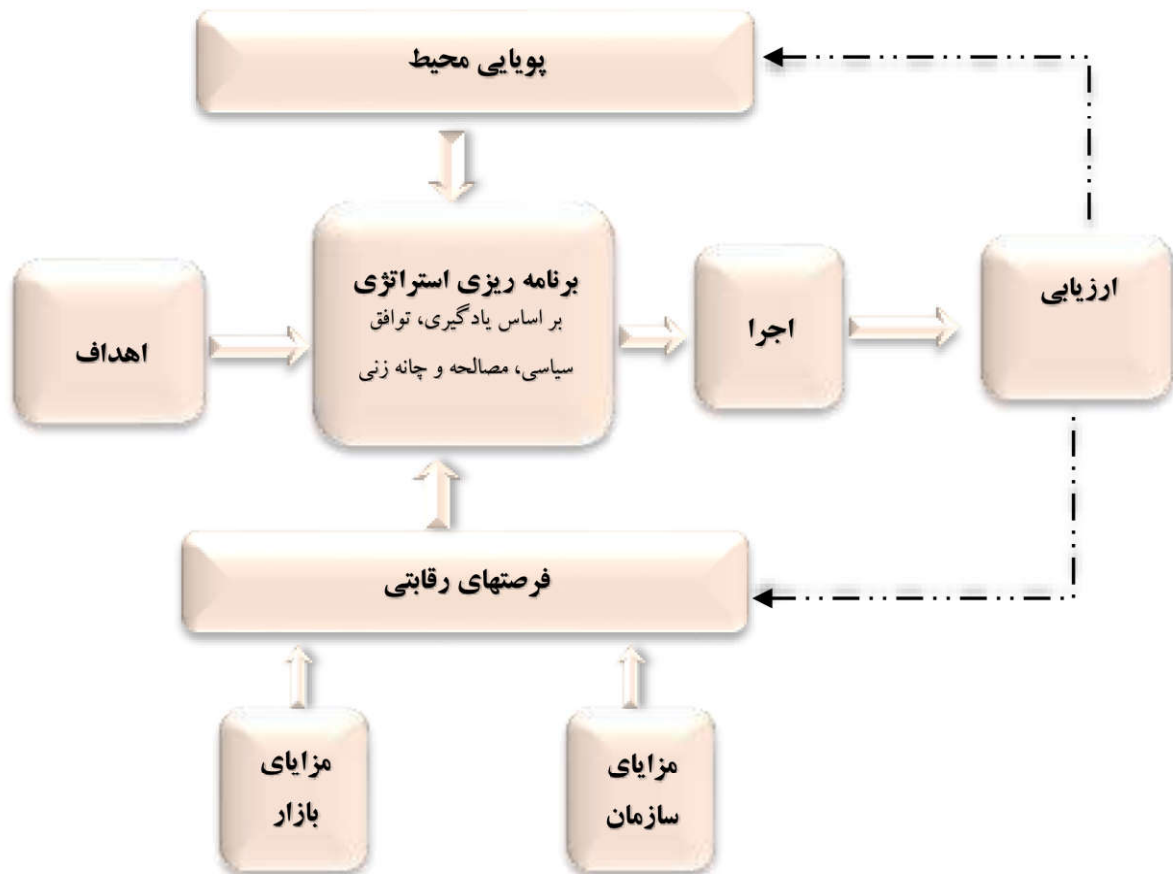 پویایی محیط
برنامه ریزی استراتژی
بر اساس یادگیری، توافق
سیاسی، مصالحه و چانه زنی
اهداف
اجرا
ارزیابی
فرصتهای رقابتی
مزایای
بازار
مزایای
سازمان